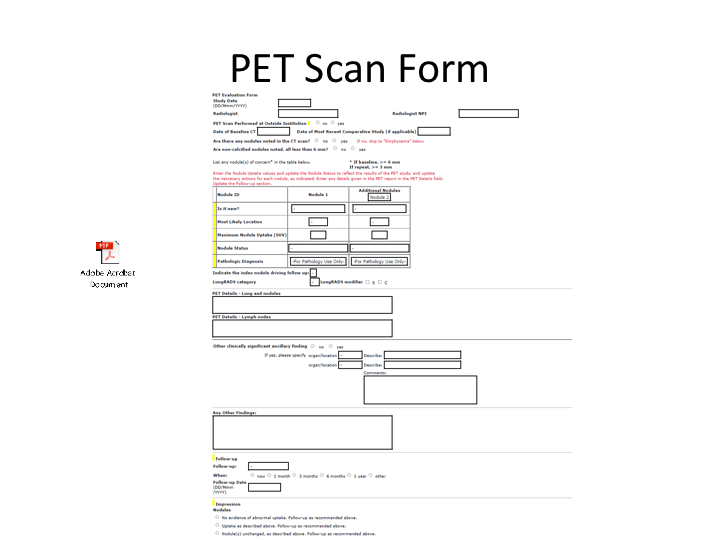 PET Scan Form
PET Evaluation Form
Study Date
(DD/Mmm/YYYY)
Radiologist
Radiologist NPI
PET Scan Performed at Outside Institution no yes
Date of Baseline CT Date of Most Recent Comparative Study (if applicable)
Are there any nodules noted in the CT scan? no yes If no, skip to "Emphysema" below
Are non-calcified nodules noted, all less than 6 mm? no yes
List any nodule(s) of concern* in the table below. * If baseline, >= 6 mm
If repeat, >= 3 mm
Enter the Nodule Uptake values and update the Nodule Status to reflect the results of the PET study, and update
the necessary actions for each nodule, as indicated. Enter any details given in the PET report in the PET Details field.
Update the Follow-up section.
Nodule ID Nodule 1 Additional Nodules
Nodule 2
Is it new? - -
Most Likely Location - -
Maximum Nodule Uptake (SUV)
Nodule Status - -
Pathologic Diagnosis -For Pathology Use Only- -For Pathology Use Only-
Indicate the index nodule driving follow up: -
LungRADS category - LungRADS modifier S C
PET Details - Lung and nodules
PET Details - Lymph nodes
Other clinically significant ancillary finding no yes
If yes, please specify organ/location - Describe:
organ/location - Describe:
Comments:
Any Other Findings:
Follow-up
Follow-up: -
When: now 1 month 3 months 6 months 1 year other
Follow-up Date
(DD/Mmm
/YYYY)
Impression
Nodules
No evidence of abnormal uptake. Follow-up as recommended above.
Uptake as described above. Follow-up as recommended above.
Nodule(s) unchanged, as described above. Follow-up as recommended above.
PDF
Adobe Acrobat
Document